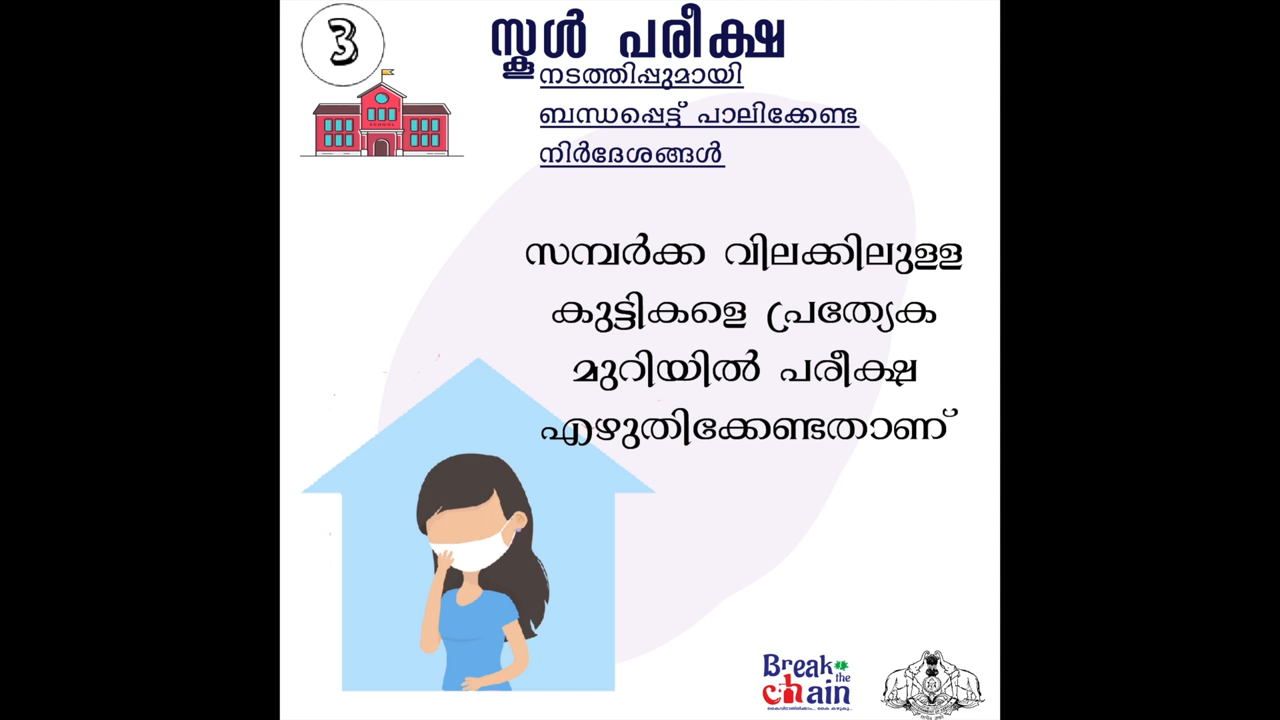 3
സ്കൂൾ പരീക്ഷ
നടത്തിപ്പുമായി
ബന്ധപ്പെട്ട് പാലിക്കേണ്ട
നിർദേശങ്ങൾ
SCHOOL
സമ്പർക്ക വിലക്കിലുള്ള
കുട്ടികളെ പ്രത്യേക
മുറിയിൽ പരീക്ഷ
എഴുതിക്കേണ്ടതാണ്
Break
the
chain